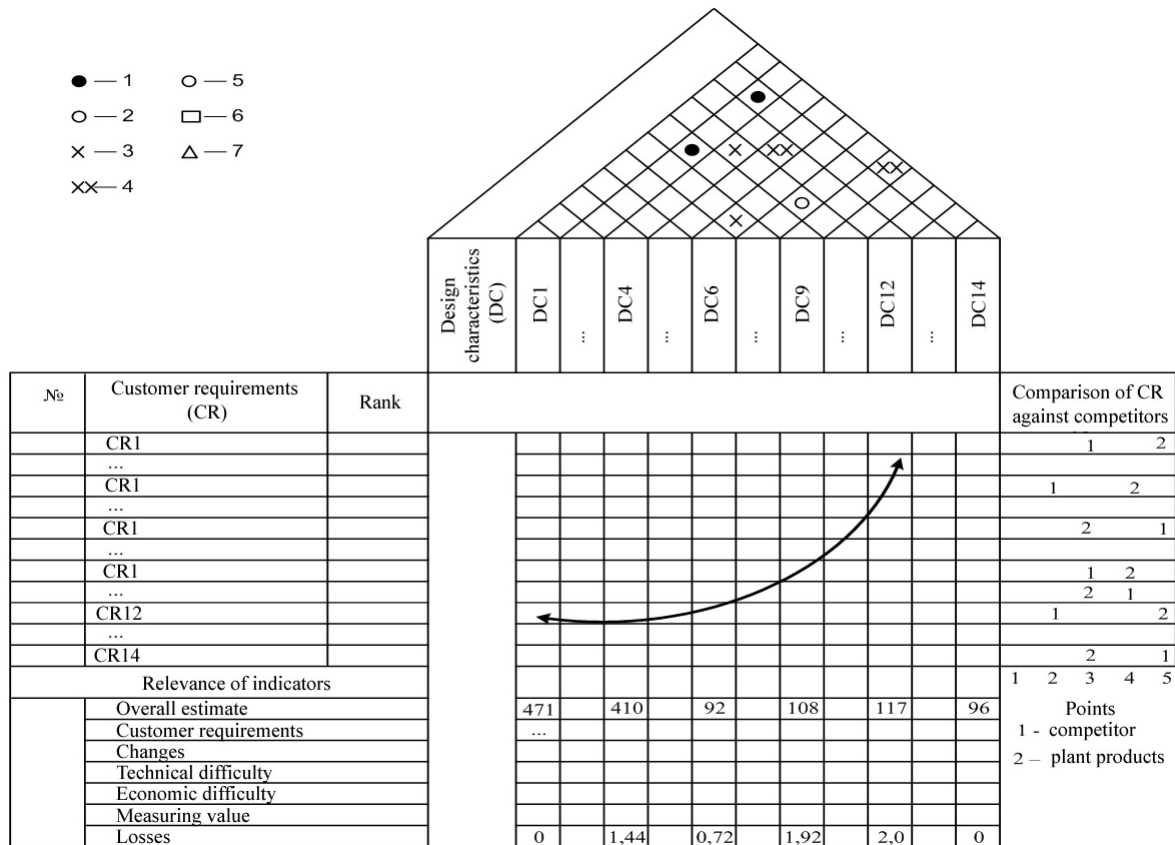 ● — 1 ○ — 5
○ — 2 □ — 6
× — 3 △ — 7
×× — 4
Design
characteristics
(DC)
DC1
...
DC4
...
DC6
...
DC9
...
DC12
...
DC14
№
Customer requirements
(CR)
Rank
Comparison of CR
against competitors
CR1 1 2
...
CR1 1 2
...
CR1 2 1
...
CR1 1 2
... 2 1
CR12 1 2
...
CR14 2 1
Relevance of indicators 1 2 3 4 5
Overall estimate 471 410 92 108 117 96 Points
Customer requirements ... 1 - competitor
Changes
Technical difficulty 2 – plant products
Economic difficulty
Measuring value
Losses 0 1,44 0,72 1,92 2,0 0